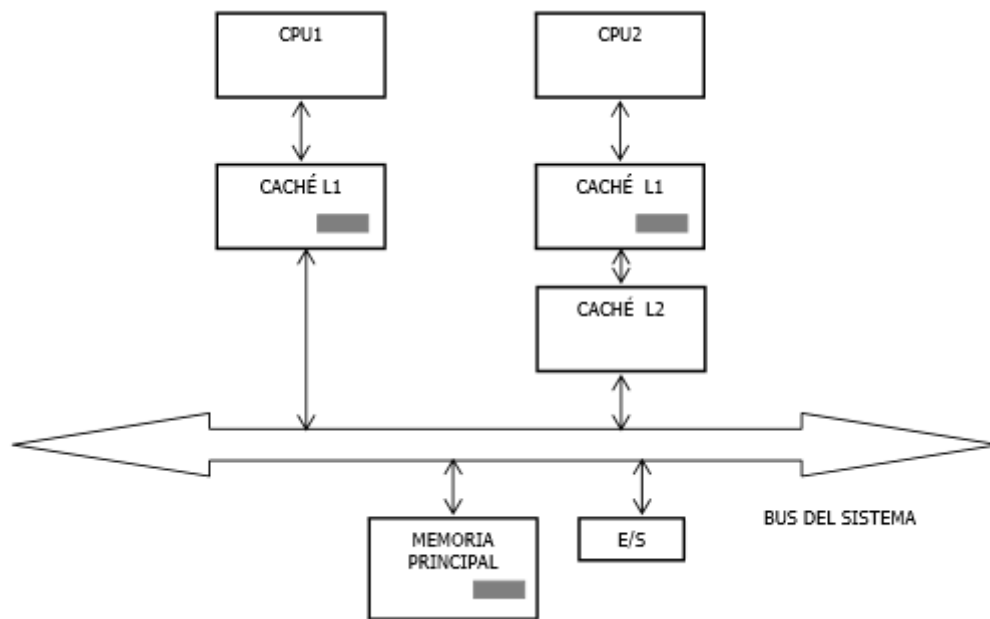 CPU1
CPU2
CACHÉ L1
CACHÉ L1
CACHÉ L2
BUS DEL SISTEMA
MEMORIA
PRINCIPAL
E/S